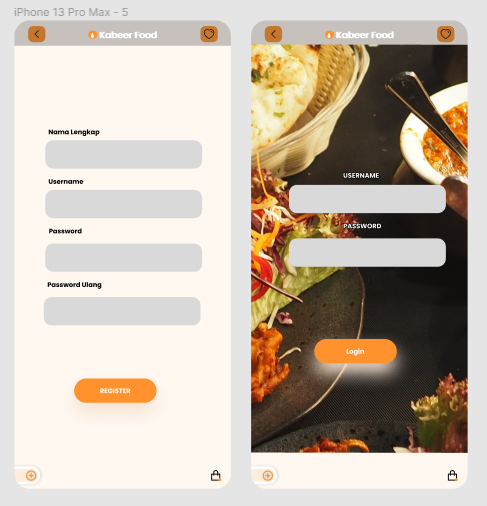 iPhone 13 Pro Max - 5
Kabeer Food
Nama Lengkap
Username
Password
Password Ulang
REGISTER
Kabeer Food
USERNAME
PASSWORD
Login